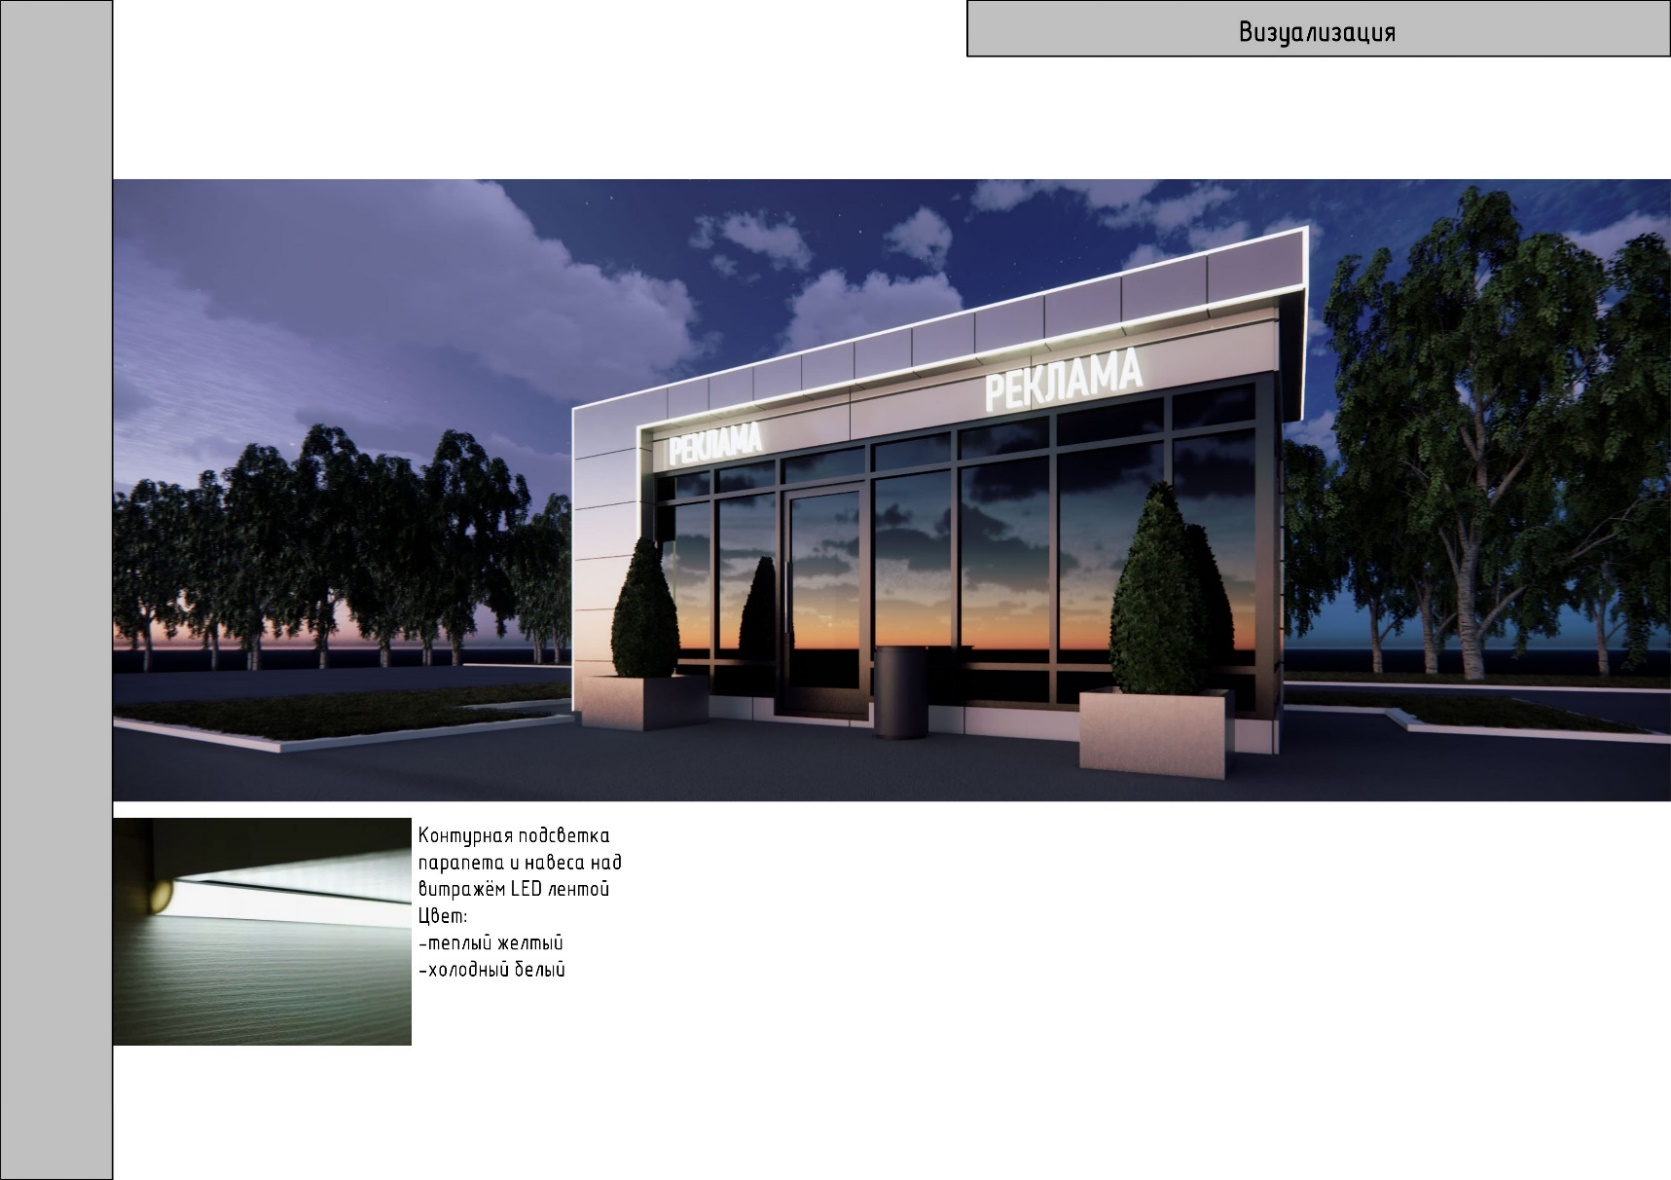 Визуализация
РЕКЛАМА
РЕКЛАМА
Контурная подсветка
парапета и навеса над
витражём LED лентой
Цвет:
-теплый желтый
-холодный белый